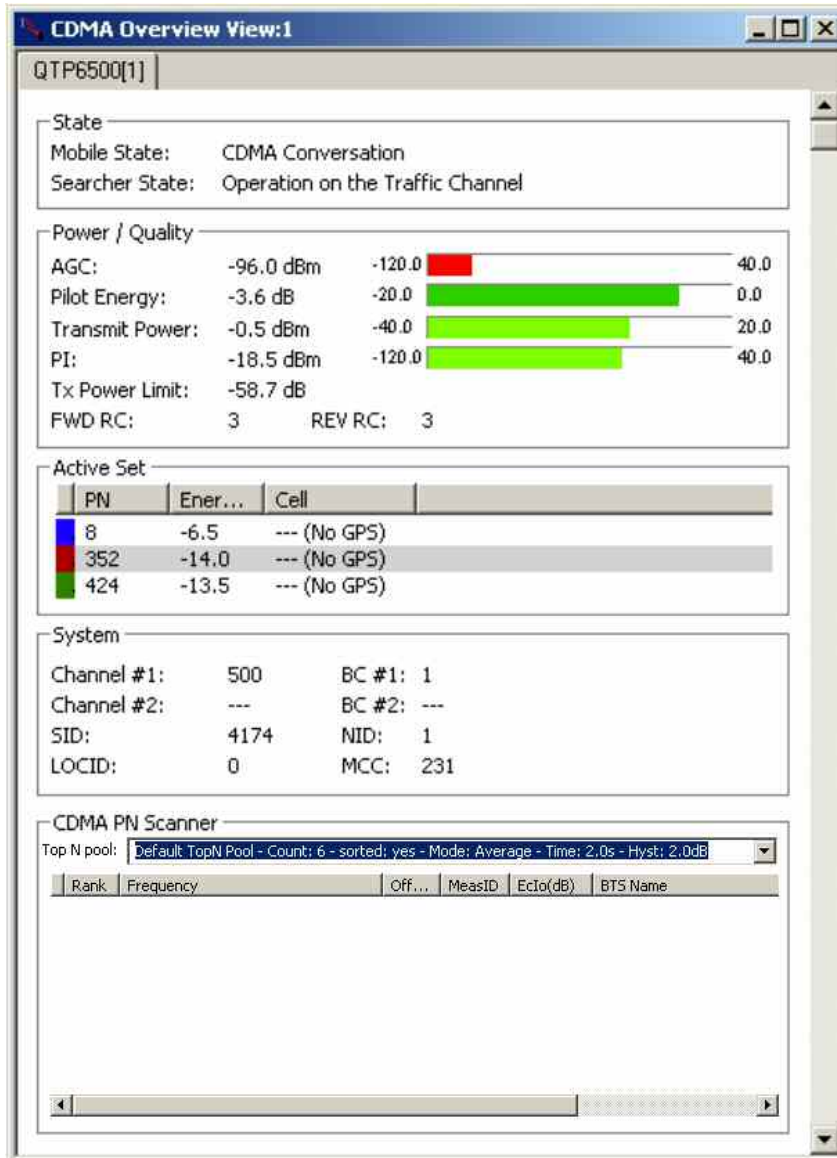 CDMA Overview View:1
QTP6500[1]
State
Mobile State: CDMA Conversation
Searcher State: Operation on the Traffic Channel
Power / Quality
AGC: -96.0 dBm -120.0 40.0
Pilot Energy: -3.6 dB -20.0 0.0
Transmit Power: -0.5 dBm -40.0 20.0
PI: -18.5 dBm -120.0 40.0
Tx Power Limit: -58.7 dB
FWD RC: 3 REV RC: 3
Active Set
PN Ener... Cell
8 -6.5 --- (No GPS)
352 -14.0 --- (No GPS)
424 -13.5 --- (No GPS)
System
Channel #1: 500 BC #1: 1
Channel #2: --- BC #2: ---
SID: 4174 NID: 1
LOCID: 0 MCC: 231
CDMA PN Scanner
Top N pool: Default TopN Pool - Count: 6 - sorted: yes - Mode: Average - Time: 2.0s - Hyst: 2.0dB
Rank Frequency Off... MeasID EcIo(dB) BTS Name